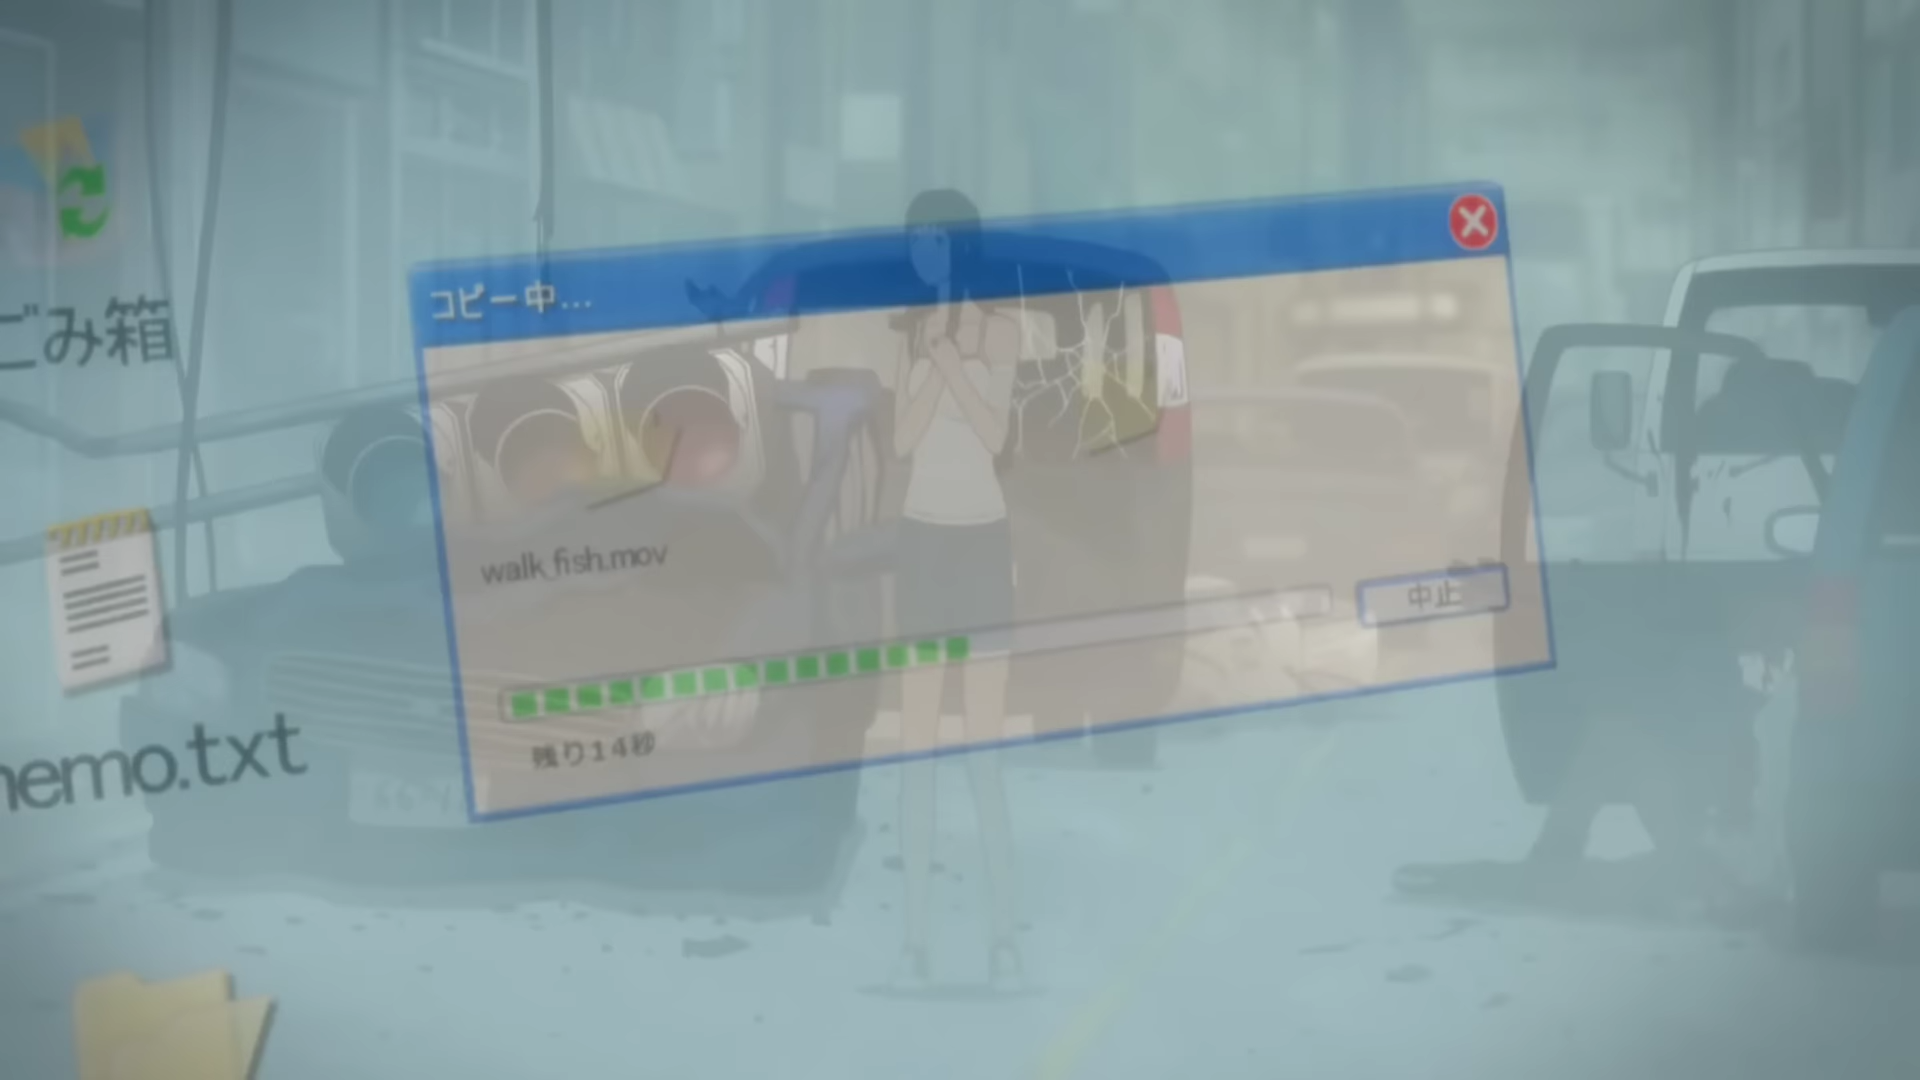 コピー中...
ごみ箱
walk_fish.mov
中止
残り14秒
memo.txt